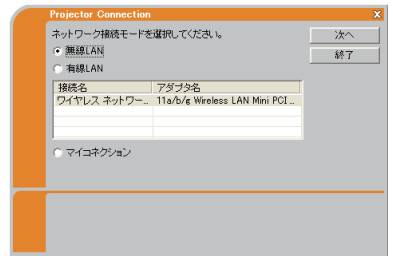 Projector Connection
ネットワーク接続モードを選択してください。
次へ
無線LAN
終了
有線LAN
接続名 アダプタ名
ワイヤレス ネットワー... 11a/b/g Wireless LAN Mini PCI ...
マイコネクション